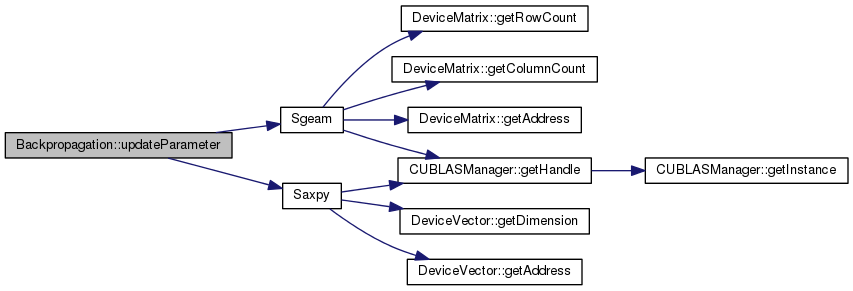 DeviceMatrix::getRowCount
DeviceMatrix::getColumnCount
Sgeam
DeviceMatrix::getAddress
Backpropagation::updateParameter
CUBLASManager::getHandle
CUBLASManager::getInstance
Saxpy
DeviceVector::getDimension
DeviceVector::getAddress